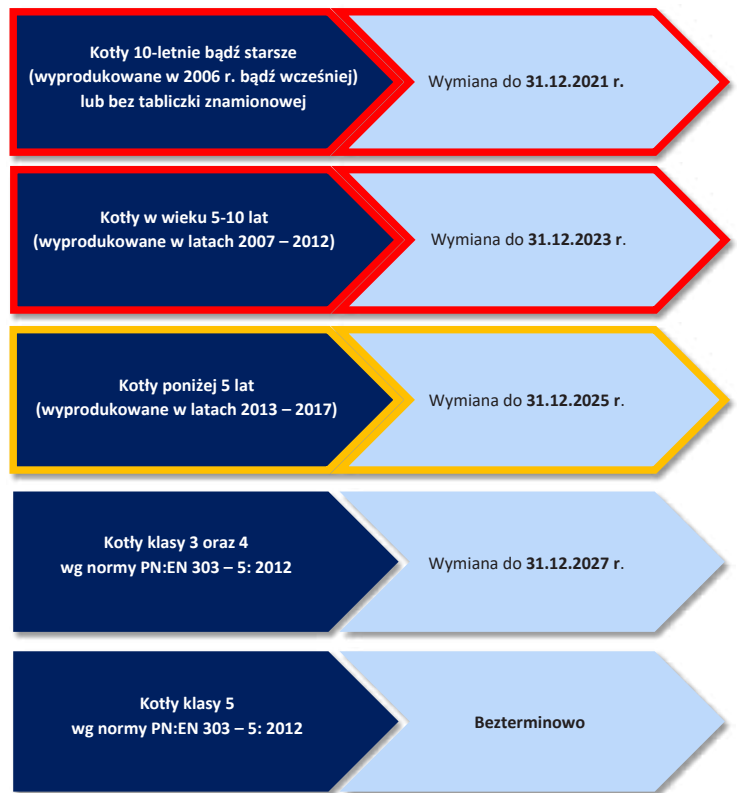 Kotły 10-letnie bądź starsze
(wyprodukowane w 2006 r. bądź wcześniej)
lub bez tabliczki znamionowej
Wymiana do 31.12.2021 r.
Kotły w wieku 5-10 lat
(wyprodukowane w latach 2007 – 2012)
Wymiana do 31.12.2023 r.
Kotły poniżej 5 lat
(wyprodukowane w latach 2013 – 2017)
Wymiana do 31.12.2025 r.
Kotły klasy 3 oraz 4
wg normy PN:EN 303 – 5: 2012
Wymiana do 31.12.2027 r.
Kotły klasy 5
wg normy PN:EN 303 – 5: 2012
Bezterminowo